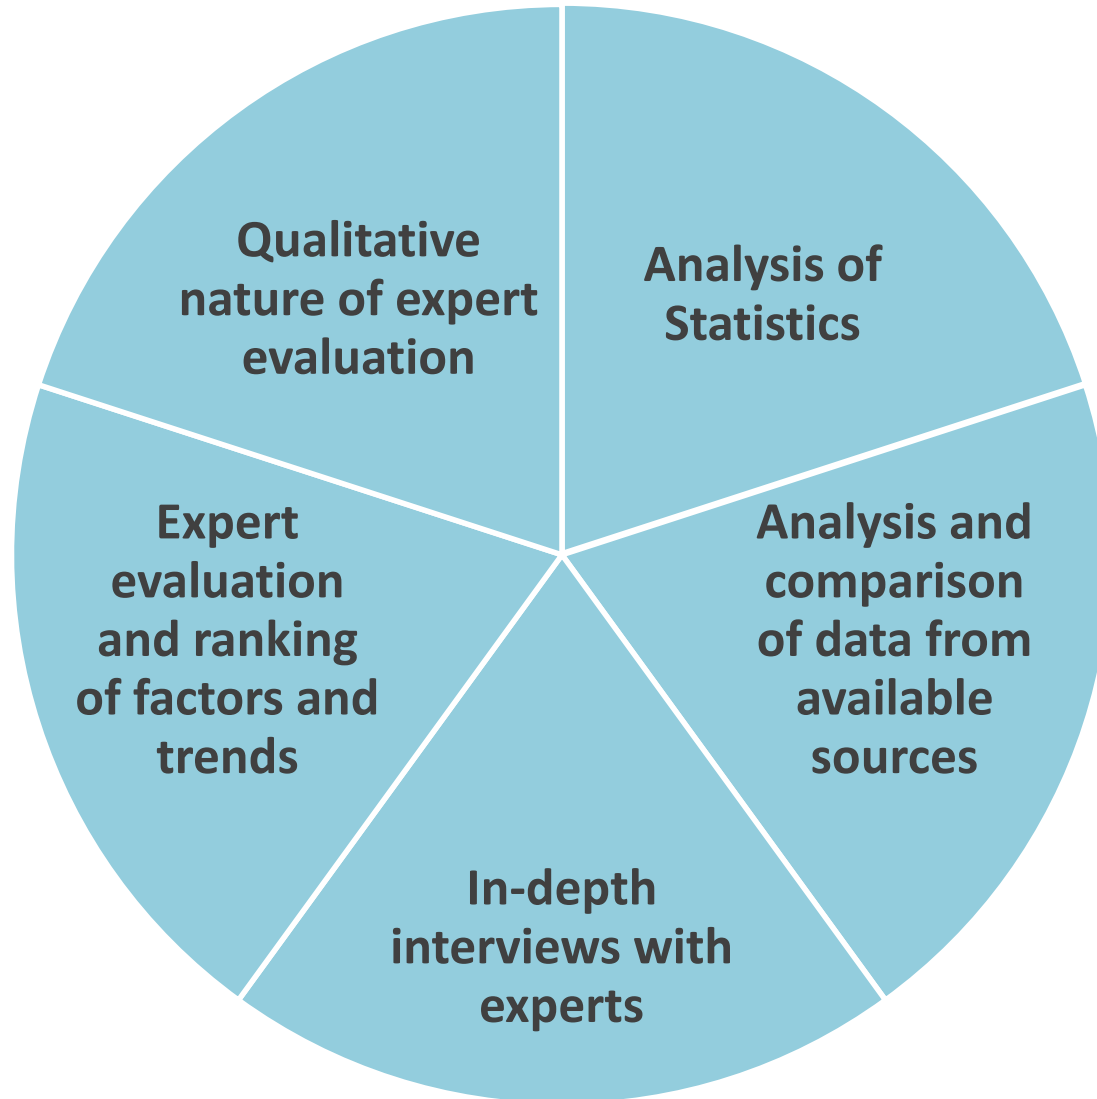 Qualitative
nature of expert
evaluation
Analysis of
Statistics
Expert
evaluation
and ranking
of factors and
trends
Analysis and
comparison
of data from
available
sources
In-depth
interviews with
experts